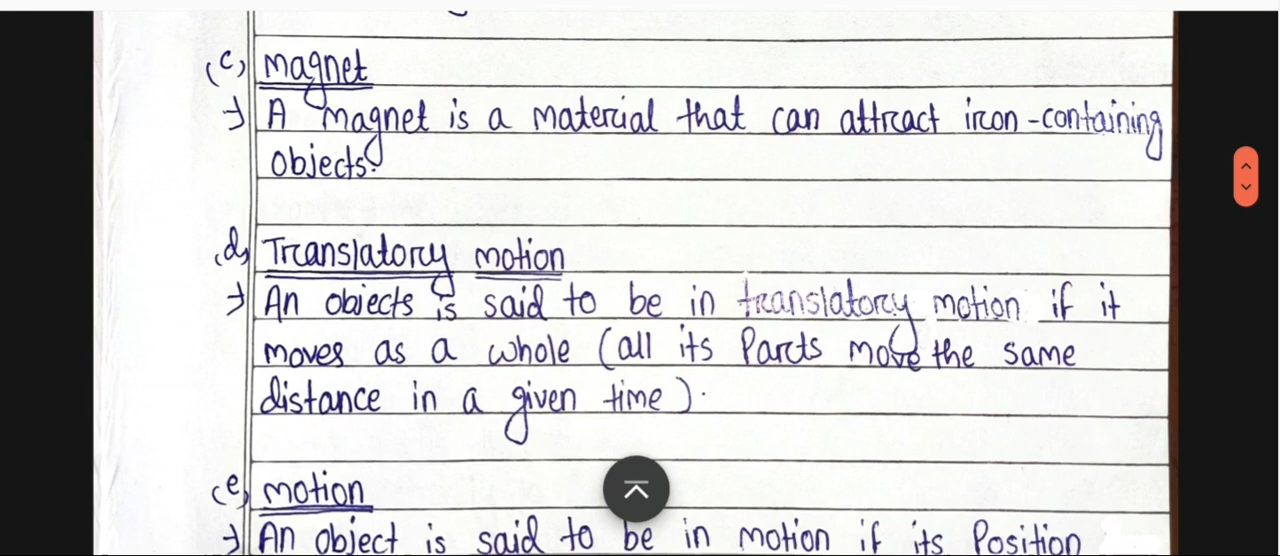 (c) magnet
→ A magnet is a material that can attract iron-containing
objects.
(d) Translatory motion
→ An objects is said to be in translatory motion if it
moves as a whole (all its Parts move the same
distance in a given time).
(e) motion
→ An object is said to be in motion if its Position